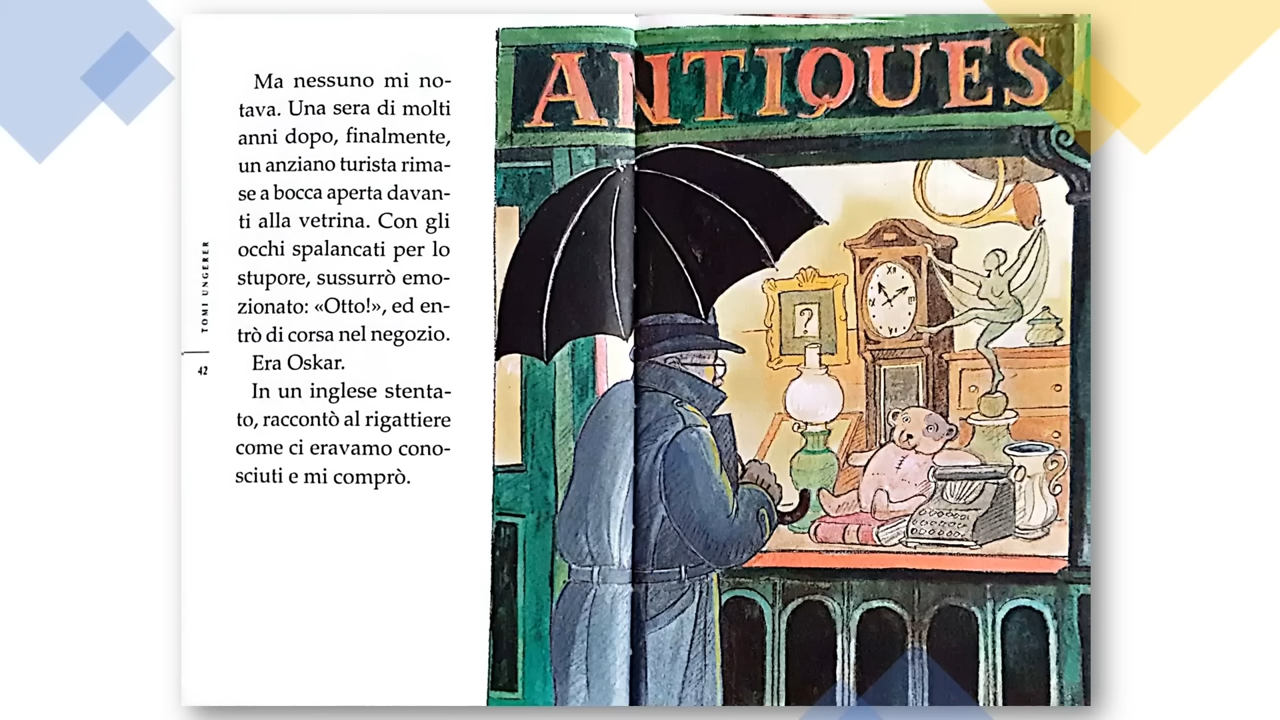 ANTIQUES
Ma nessuno mi no-
tava. Una sera di molti
anni dopo, finalmente,
un anziano turista rima-
se a bocca aperta davan-
ti alla vetrina. Con gli
occhi spalancati per lo
stupore, sussurrò emo-
zionato: «Otto!», ed en-
trò di corsa nel negozio.
Era Oskar.
In un inglese stenta-
to, raccontò al rigattiere
come ci eravamo cono-
sciuti e mi comprò.
TOMI UNGERER
42
?